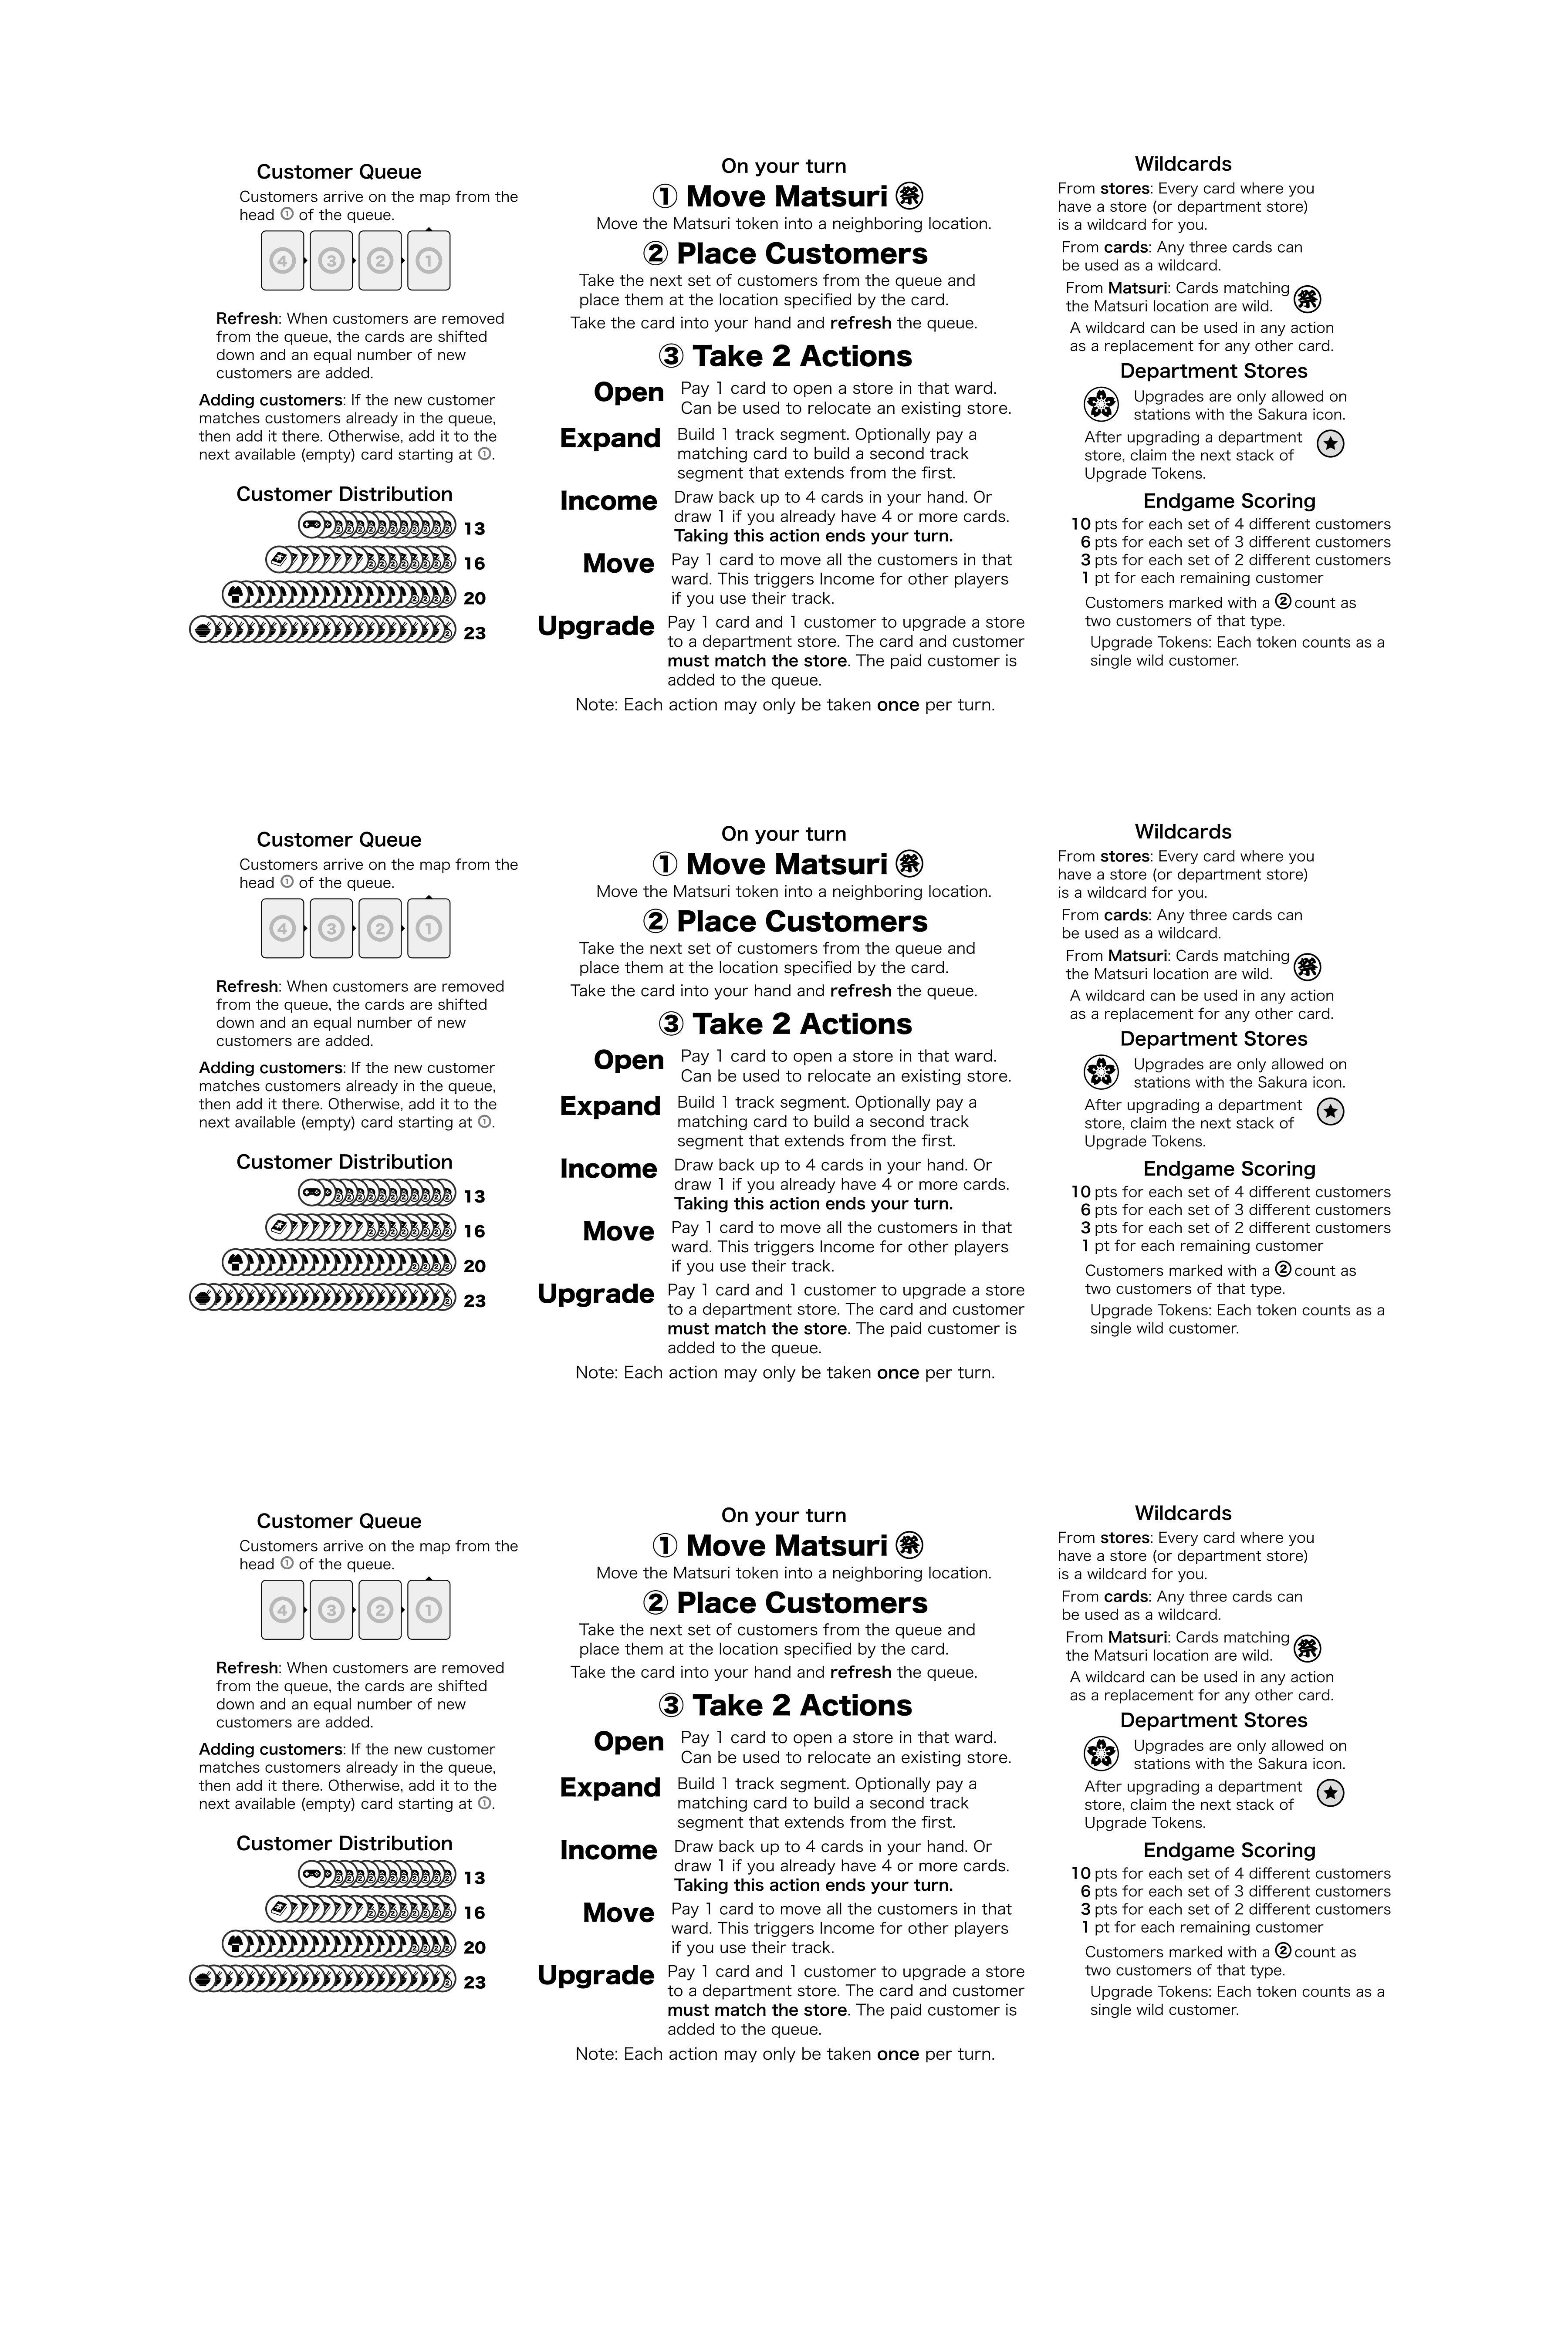 Customer Queue
Customers arrive on the map from the
head ① of the queue.
④ ③ ② ①
Refresh: When customers are removed
from the queue, the cards are shifted
down and an equal number of new
customers are added.
Adding customers: If the new customer
matches customers already in the queue,
then add it there. Otherwise, add it to the
next available (empty) card starting at ①.
Customer Distribution
13
16
20
23
On your turn
① Move Matsuri ㊗祭
Move the Matsuri token into a neighboring location.
② Place Customers
Take the next set of customers from the queue and
place them at the location specified by the card.
Take the card into your hand and refresh the queue.
③ Take 2 Actions
Open Pay 1 card to open a store in that ward.
Can be used to relocate an existing store.
Expand Build 1 track segment. Optionally pay a
matching card to build a second track
segment that extends from the first.
Income Draw back up to 4 cards in your hand. Or
draw 1 if you already have 4 or more cards.
Taking this action ends your turn.
Move Pay 1 card to move all the customers in that
ward. This triggers Income for other players
if you use their track.
Upgrade Pay 1 card and 1 customer to upgrade a store
to a department store. The card and customer
must match the store. The paid customer is
added to the queue.
Note: Each action may only be taken once per turn.
Wildcards
From stores: Every card where you
have a store (or department store)
is a wildcard for you.
From cards: Any three cards can
be used as a wildcard.
From Matsuri: Cards matching
the Matsuri location are wild. 祭
A wildcard can be used in any action
as a replacement for any other card.
Department Stores
Upgrades are only allowed on
stations with the Sakura icon.
After upgrading a department
store, claim the next stack of
Upgrade Tokens.
Endgame Scoring
10 pts for each set of 4 different customers
6 pts for each set of 3 different customers
3 pts for each set of 2 different customers
1 pt for each remaining customer
Customers marked with a ② count as
two customers of that type.
Upgrade Tokens: Each token counts as a
single wild customer.
Customer Queue
Customers arrive on the map from the
head ① of the queue.
④ ③ ② ①
Refresh: When customers are removed
from the queue, the cards are shifted
down and an equal number of new
customers are added.
Adding customers: If the new customer
matches customers already in the queue,
then add it there. Otherwise, add it to the
next available (empty) card starting at ①.
Customer Distribution
13
16
20
23
On your turn
① Move Matsuri 祭
Move the Matsuri token into a neighboring location.
② Place Customers
Take the next set of customers from the queue and
place them at the location specified by the card.
Take the card into your hand and refresh the queue.
③ Take 2 Actions
Open Pay 1 card to open a store in that ward.
Can be used to relocate an existing store.
Expand Build 1 track segment. Optionally pay a
matching card to build a second track
segment that extends from the first.
Income Draw back up to 4 cards in your hand. Or
draw 1 if you already have 4 or more cards.
Taking this action ends your turn.
Move Pay 1 card to move all the customers in that
ward. This triggers Income for other players
if you use their track.
Upgrade Pay 1 card and 1 customer to upgrade a store
to a department store. The card and customer
must match the store. The paid customer is
added to the queue.
Note: Each action may only be taken once per turn.
Wildcards
From stores: Every card where you
have a store (or department store)
is a wildcard for you.
From cards: Any three cards can
be used as a wildcard.
From Matsuri: Cards matching
the Matsuri location are wild. 祭
A wildcard can be used in any action
as a replacement for any other card.
Department Stores
Upgrades are only allowed on
stations with the Sakura icon.
After upgrading a department
store, claim the next stack of
Upgrade Tokens.
Endgame Scoring
10 pts for each set of 4 different customers
6 pts for each set of 3 different customers
3 pts for each set of 2 different customers
1 pt for each remaining customer
Customers marked with a ② count as
two customers of that type.
Upgrade Tokens: Each token counts as a
single wild customer.
Customer Queue
Customers arrive on the map from the
head ① of the queue.
④ ③ ② ①
Refresh: When customers are removed
from the queue, the cards are shifted
down and an equal number of new
customers are added.
Adding customers: If the new customer
matches customers already in the queue,
then add it there. Otherwise, add it to the
next available (empty) card starting at ①.
Customer Distribution
13
16
20
23
On your turn
① Move Matsuri 祭
Move the Matsuri token into a neighboring location.
② Place Customers
Take the next set of customers from the queue and
place them at the location specified by the card.
Take the card into your hand and refresh the queue.
③ Take 2 Actions
Open Pay 1 card to open a store in that ward.
Can be used to relocate an existing store.
Expand Build 1 track segment. Optionally pay a
matching card to build a second track
segment that extends from the first.
Income Draw back up to 4 cards in your hand. Or
draw 1 if you already have 4 or more cards.
Taking this action ends your turn.
Move Pay 1 card to move all the customers in that
ward. This triggers Income for other players
if you use their track.
Upgrade Pay 1 card and 1 customer to upgrade a store
to a department store. The card and customer
must match the store. The paid customer is
added to the queue.
Note: Each action may only be taken once per turn.
Wildcards
From stores: Every card where you
have a store (or department store)
is a wildcard for you.
From cards: Any three cards can
be used as a wildcard.
From Matsuri: Cards matching
the Matsuri location are wild. 祭
A wildcard can be used in any action
as a replacement for any other card.
Department Stores
Upgrades are only allowed on
stations with the Sakura icon.
After upgrading a department
store, claim the next stack of
Upgrade Tokens.
Endgame Scoring
10 pts for each set of 4 different customers
6 pts for each set of 3 different customers
3 pts for each set of 2 different customers
1 pt for each remaining customer
Customers marked with a ② count as
two customers of that type.
Upgrade Tokens: Each token counts as a
single wild customer.